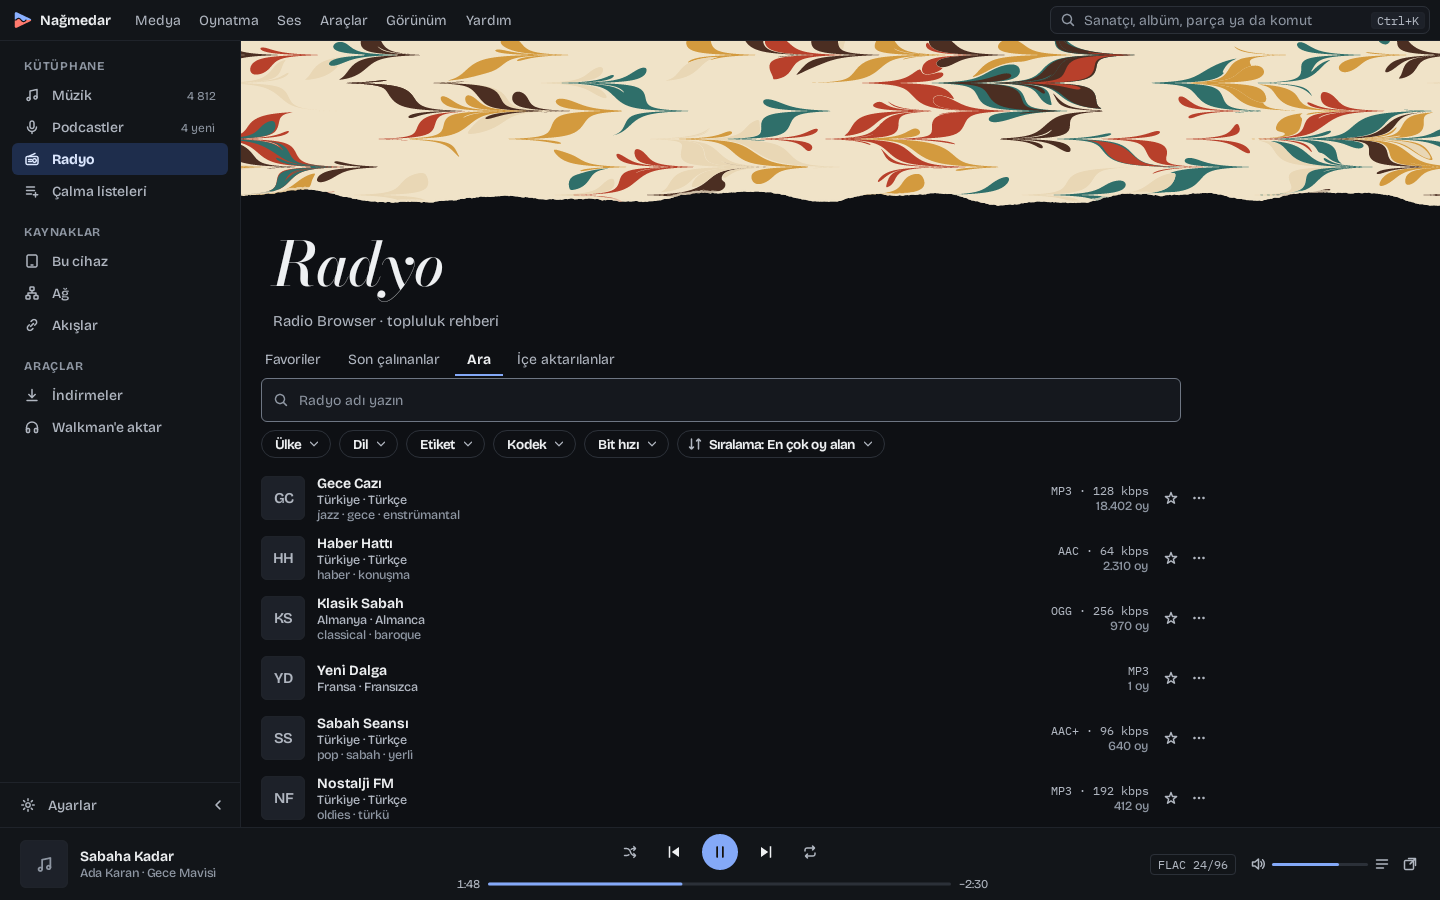 Nağmedar
Medya Oynatma Ses Araçlar Görünüm Yardım
Sanatçı, albüm, parça ya da komut Ctrl+K
KÜTÜPHANE
Müzik 4 812
Podcastler 4 yeni
Radyo
Çalma listeleri
KAYNAKLAR
Bu cihaz
Ağ
Akışlar
ARAÇLAR
İndirmeler
Walkman'e aktar
Ayarlar
Radyo
Radio Browser · topluluk rehberi
Favoriler Son çalınanlar Ara İçe aktarılanlar
Radyo adı yazın
Ülke Dil Etiket Kodek Bit hızı Sıralama: En çok oy alan
GC
Gece Cazı
Türkiye · Türkçe
jazz · gece · enstrümantal
MP3 · 128 kbps
18.402 oy
HH
Haber Hattı
Türkiye · Türkçe
haber · konuşma
AAC · 64 kbps
2.310 oy
KS
Klasik Sabah
Almanya · Almanca
classical · baroque
OGG · 256 kbps
970 oy
YD
Yeni Dalga
Fransa · Fransızca
MP3
1 oy
SS
Sabah Seansı
Türkiye · Türkçe
pop · sabah · yerli
AAC+ · 96 kbps
640 oy
NF
Nostalji FM
Türkiye · Türkçe
oldies · türkü
MP3 · 192 kbps
412 oy
Sabaha Kadar
Ada Karan · Gece Mavisi
1:48
−2:30
FLAC 24/96